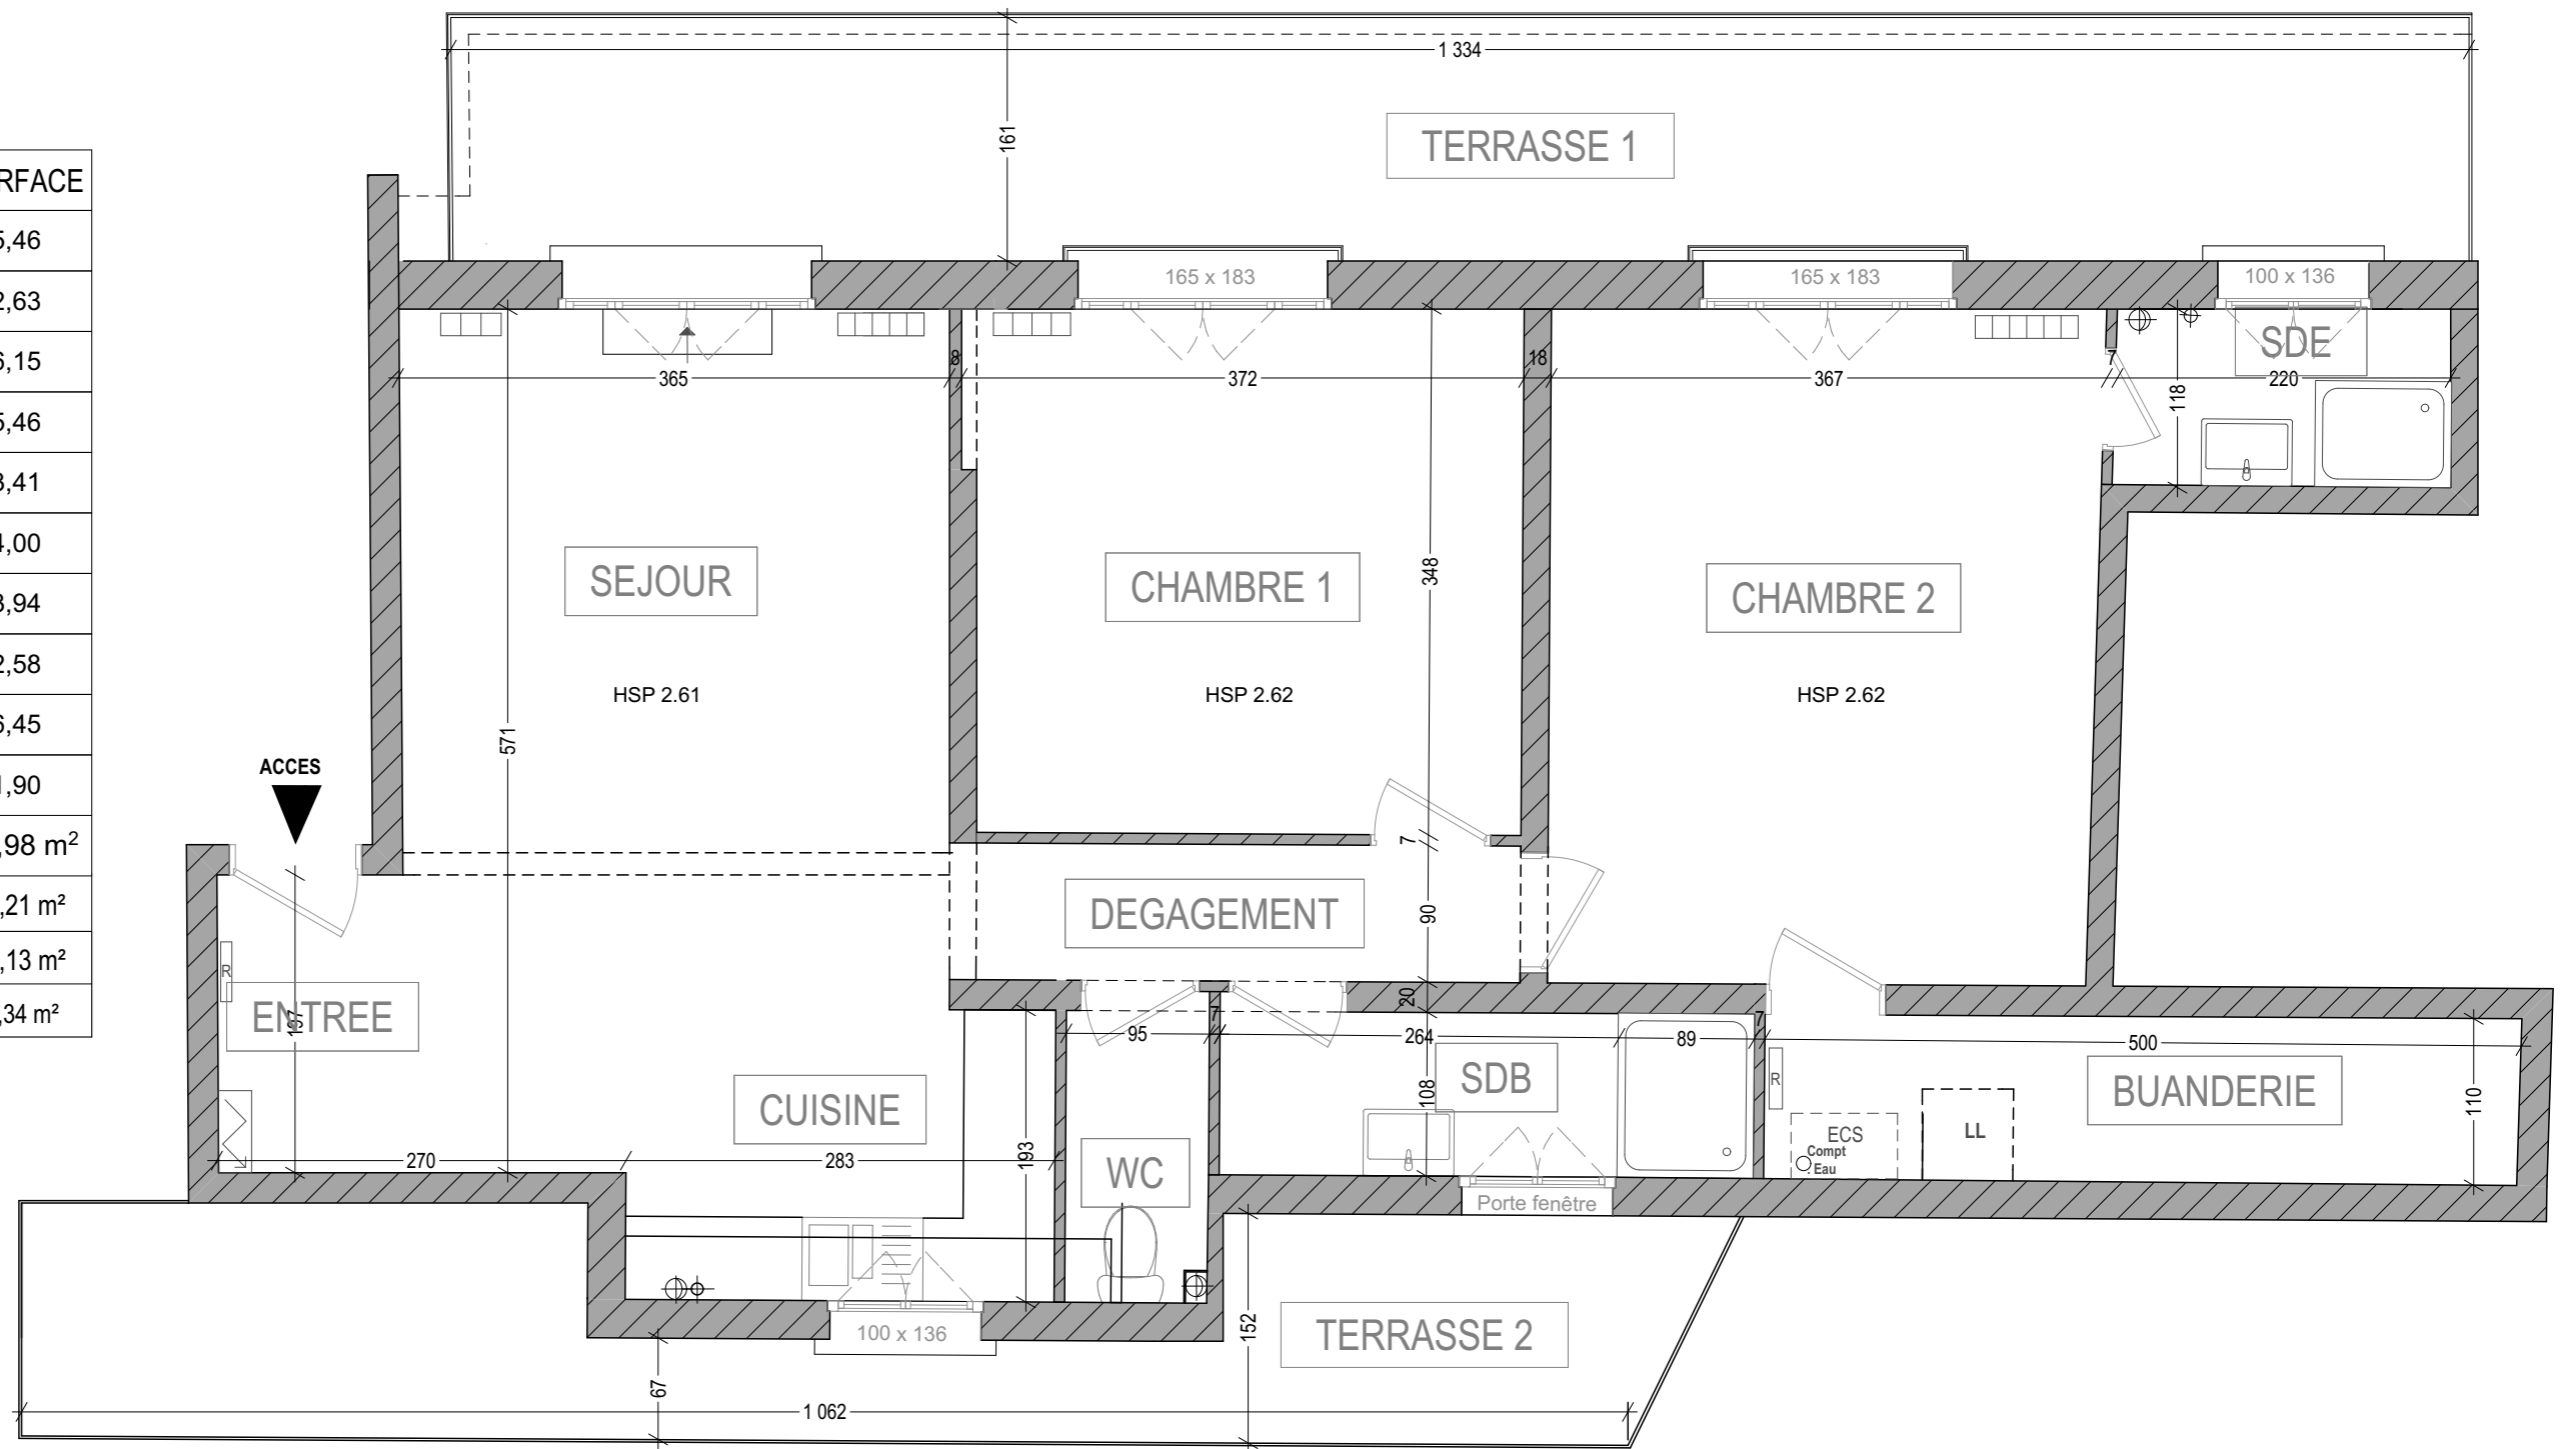 RFACE
5,46
2,63
6,15
5,46
3,41
4,00
3,94
2,58
6,45
1,90
,98 m²
,21 m²
,13 m²
,34 m²
1 334
161
TERRASSE 1
165 x 183
165 x 183
100 x 136
SDE
365
8
372
18
367
7
220
118
SEJOUR
CHAMBRE 1
CHAMBRE 2
348
HSP 2.61
HSP 2.62
HSP 2.62
571
ACCES
7
90
DEGAGEMENT
R
ENTREE
197
20
95
7
264
89
7
500
SDB
R
BUANDERIE
108
110
CUISINE
ECS
Compt
. Eau
LL
270
283
193
WC
Porte fenêtre
100 x 136
152
TERRASSE 2
67
1 062